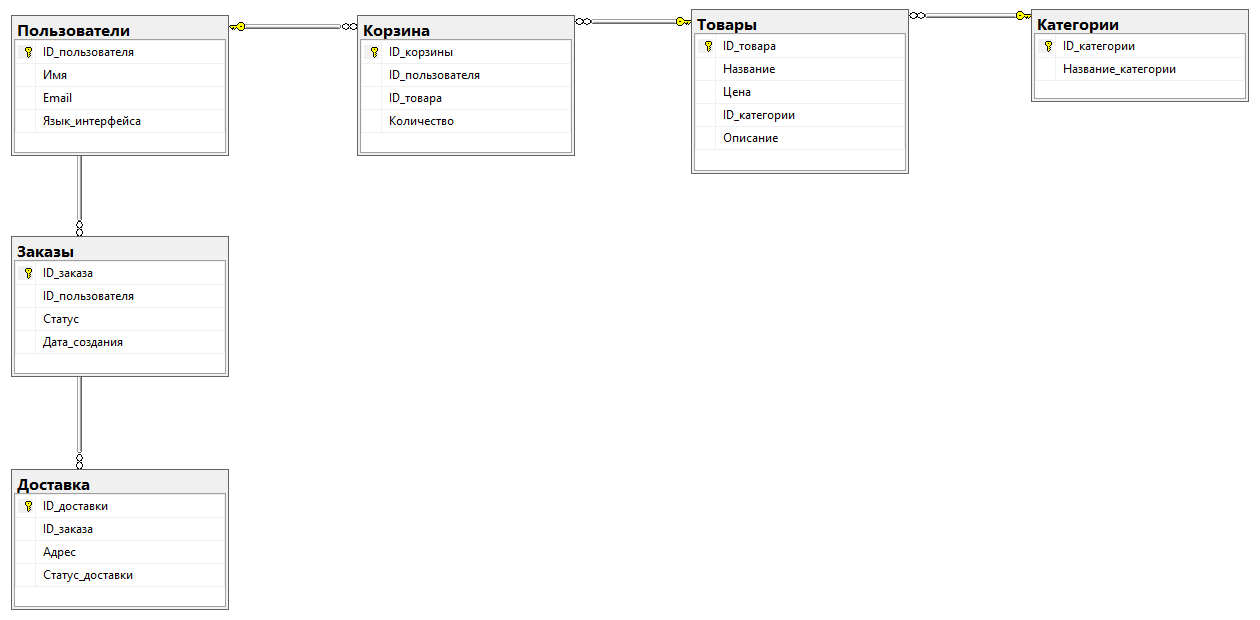 Пользователи
ID_пользователя
Имя
Email
Язык_интерфейса
Корзина
ID_корзины
ID_пользователя
ID_товара
Количество
Товары
ID_товара
Название
Цена
ID_категории
Описание
Категории
ID_категории
Название_категории
Заказы
ID_заказа
ID_пользователя
Статус
Дата_создания
Доставка
ID_доставки
ID_заказа
Адрес
Статус_доставки